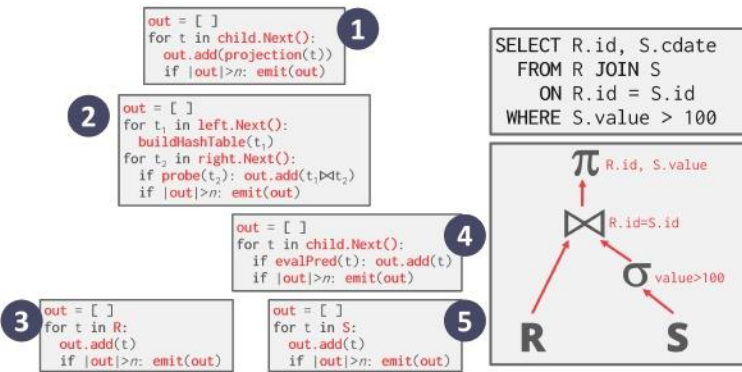 out = [ ]
for t in child.Next():
out.add(projection(t))
if |out|>n: emit(out)
1
2
out = [ ]
for t₁ in left.Next():
buildHashTable(t₁)
for t₂ in right.Next():
if probe(t₂): out.add(t₁⋈t₂)
if |out|>n: emit(out)
out = [ ]
for t in child.Next():
if evalPred(t): out.add(t)
if |out|>n: emit(out)
4
3
out = [ ]
for t in R:
out.add(t)
if |out|>n: emit(out)
out = [ ]
for t in S:
out.add(t)
if |out|>n: emit(out)
5
SELECT R.id, S.cdate
FROM R JOIN S
ON R.id = S.id
WHERE S.value > 100
π R.id, S.value
⋈ R.id=S.id
σ value>100
R S